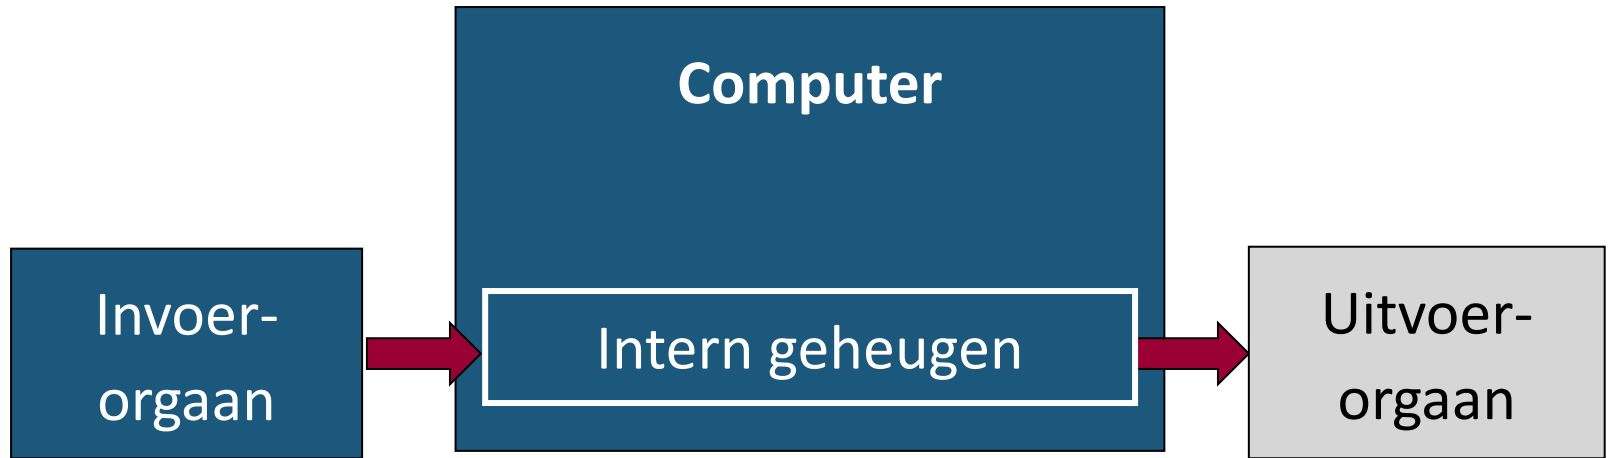 Computer
Invoer-
orgaan
Intern geheugen
Uitvoer-
orgaan